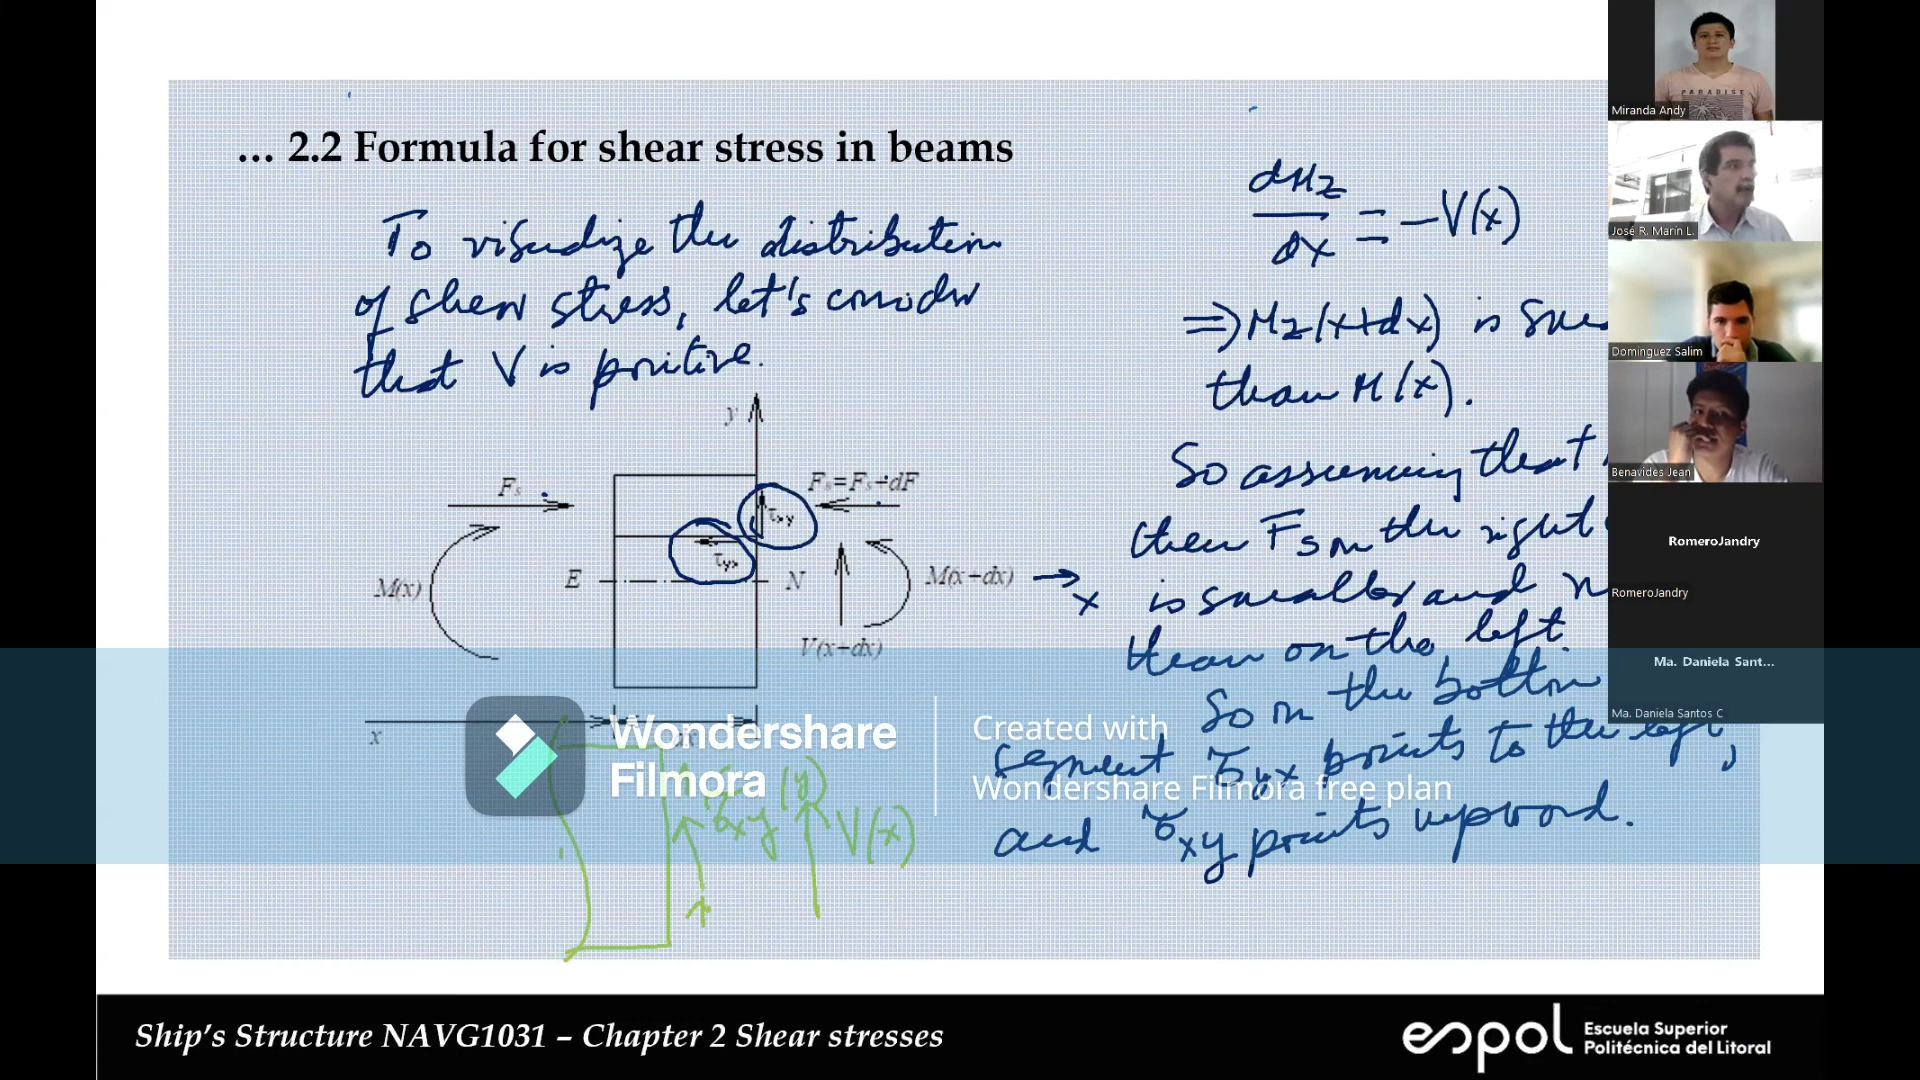 ... 2.2 Formula for shear stress in beams
To visualize the distribution
of shear stress, let's consider
that V is positive.
dMz
dx
= -V(x)
=> Mz(x+dx) is
than M(x).
So assuming that
then Fs on the right
is smaller and
than on the left.
So on the bottom
segment τyx points to the left,
and τxy points upward.
y
Fs
Fs=Fs+dF
τxy
τyx
E
N
M(x)
M(x+dx)
x
V(x+dx)
x
dx
τxy (y)
V(x)
Wondershare
Filmora
Created with
Wondershare Filmora free plan
Miranda Andy
PARADISE
José R. Marín L.
Dominguez Salim
Benavides Jean
RomeroJandry
RomeroJandry
Ma. Daniela Sant...
Ma. Daniela Santos C
Ship's Structure NAVG1031 – Chapter 2 Shear stresses
espol
Escuela Superior
Politécnica del Litoral